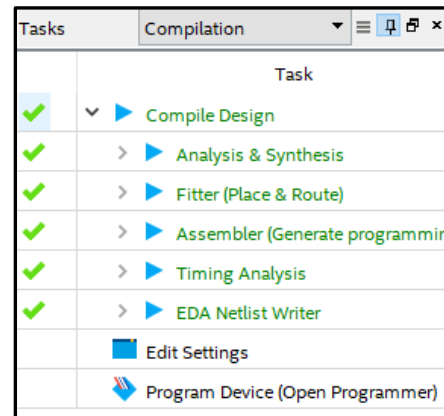 Tasks Compilation
Task
Compile Design
Analysis & Synthesis
Fitter (Place & Route)
Assembler (Generate programmin
Timing Analysis
EDA Netlist Writer
Edit Settings
Program Device (Open Programmer)